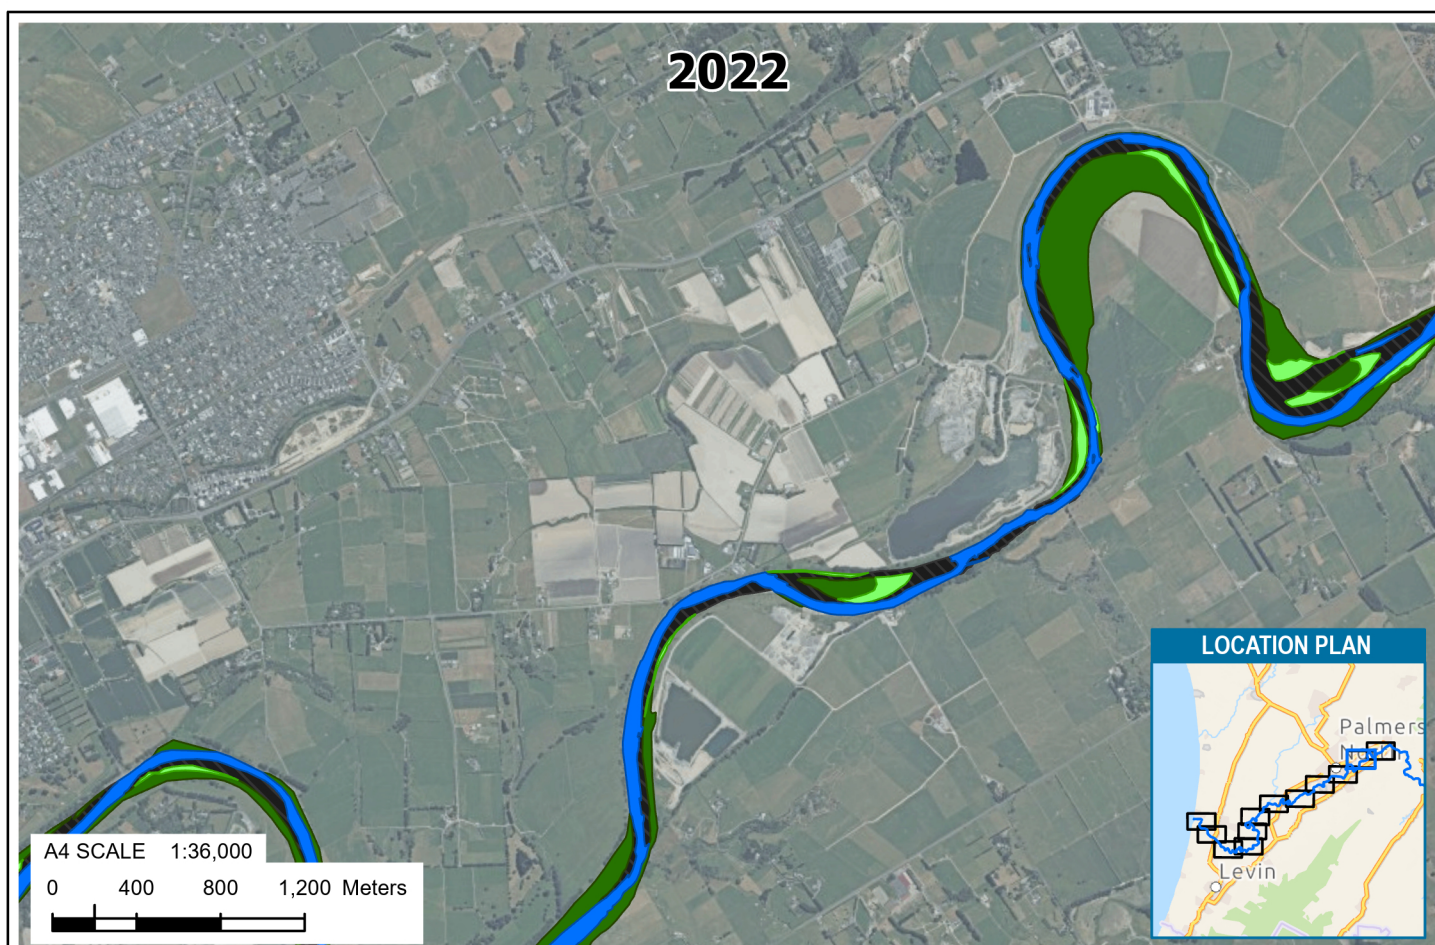 2022
LOCATION PLAN
Palmers
Levin
A4 SCALE 1:36,000
0 400 800 1,200 Meters